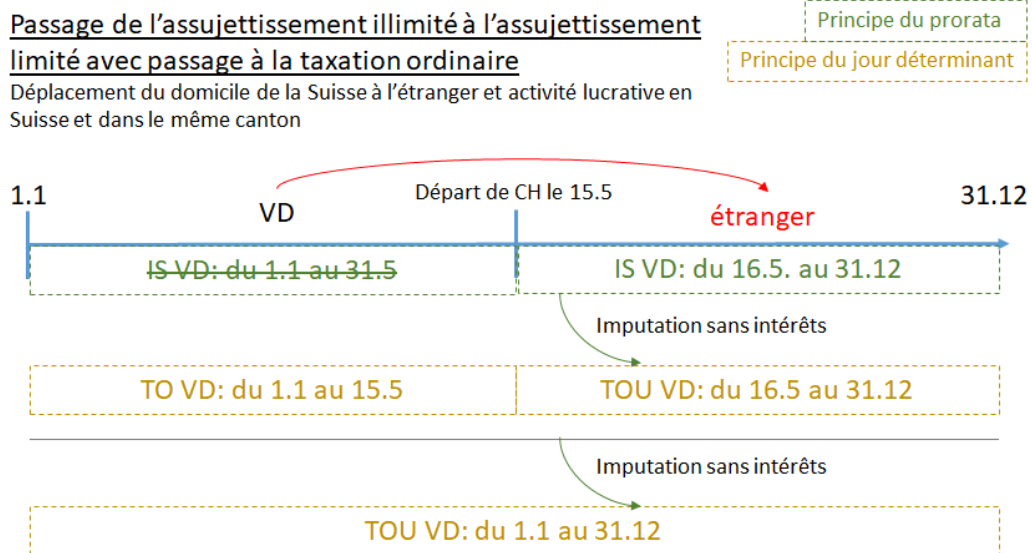 Passage de l’assujettissement illimité à l’assujettissement
limité avec passage à la taxation ordinaire
Principe du prorata
Principe du jour déterminant
Déplacement du domicile de la Suisse à l’étranger et activité lucrative en
Suisse et dans le même canton
1.1
VD
Départ de CH le 15.5
étranger
31.12
IS VD: du 1.1 au 31.5
IS VD: du 16.5. au 31.12
Imputation sans intérêts
TO VD: du 1.1 au 15.5
TOU VD: du 16.5 au 31.12
Imputation sans intérêts
TOU VD: du 1.1 au 31.12